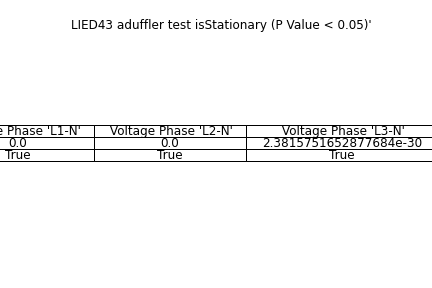 LIED43 aduffler test isStationary (P Value < 0.05)'
Phase 'L1-N' Voltage Phase 'L2-N' Voltage Phase 'L3-N'
0.0 0.0 2.3815751652877684e-30
True True True